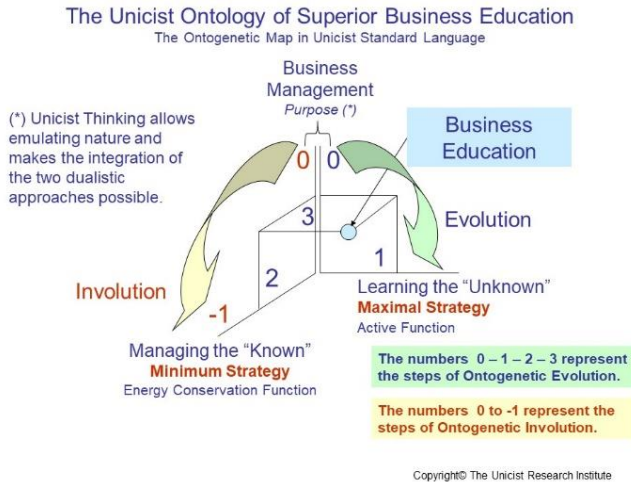 The Unicist Ontology of Superior Business Education
The Ontogenetic Map in Unicist Standard Language
Business
Management
Purpose (*)
(*) Unicist Thinking allows
emulating nature and
makes the integration of
the two dualistic
approaches possible.
Business
Education
0 0
Evolution
3
1
2
Involution
-1
Learning the “Unknown”
Maximal Strategy
Active Function
Managing the “Known”
Minimum Strategy
Energy Conservation Function
The numbers 0 – 1 – 2 – 3 represent
the steps of Ontogenetic Evolution.
The numbers 0 to -1 represent the
steps of Ontogenetic Involution.
Copyright© The Unicist Research Institute